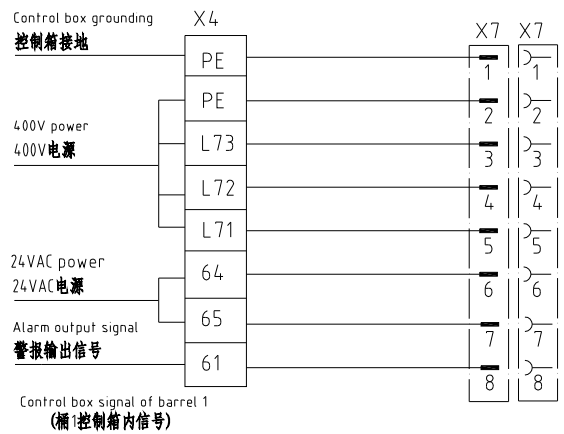 Control box grounding
控制箱接地
X4
X7
X7
PE
1
1
PE
2
2
400V power
400V电源
L73
3
3
L72
4
4
L71
5
5
24VAC power
24VAC电源
64
6
6
65
7
7
Alarm output signal
警报输出信号
61
8
8
Control box signal of barrel 1
(桶1控制箱内信号)